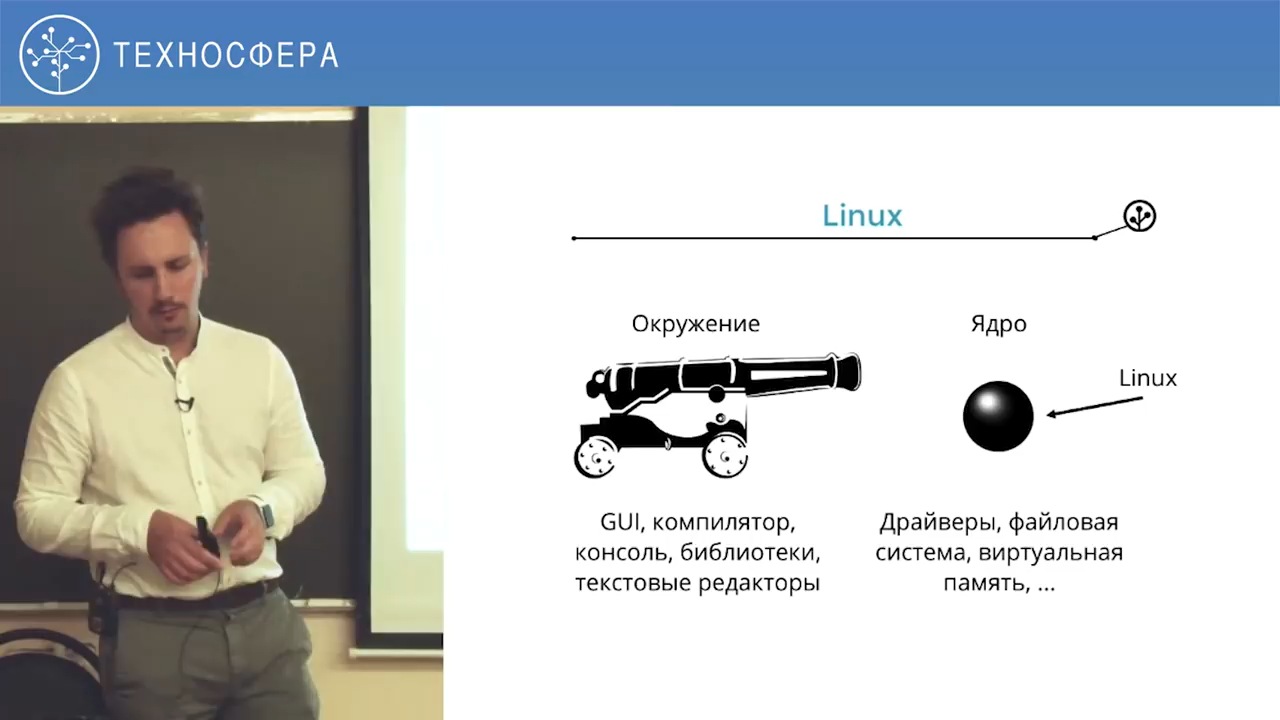 ТЕХНОСФЕРА
Linux
Окружение
Ядро
Linux
GUI, компилятор,
консоль, библиотеки,
текстовые редакторы
Драйверы, файловая
система, виртуальная
память, ...